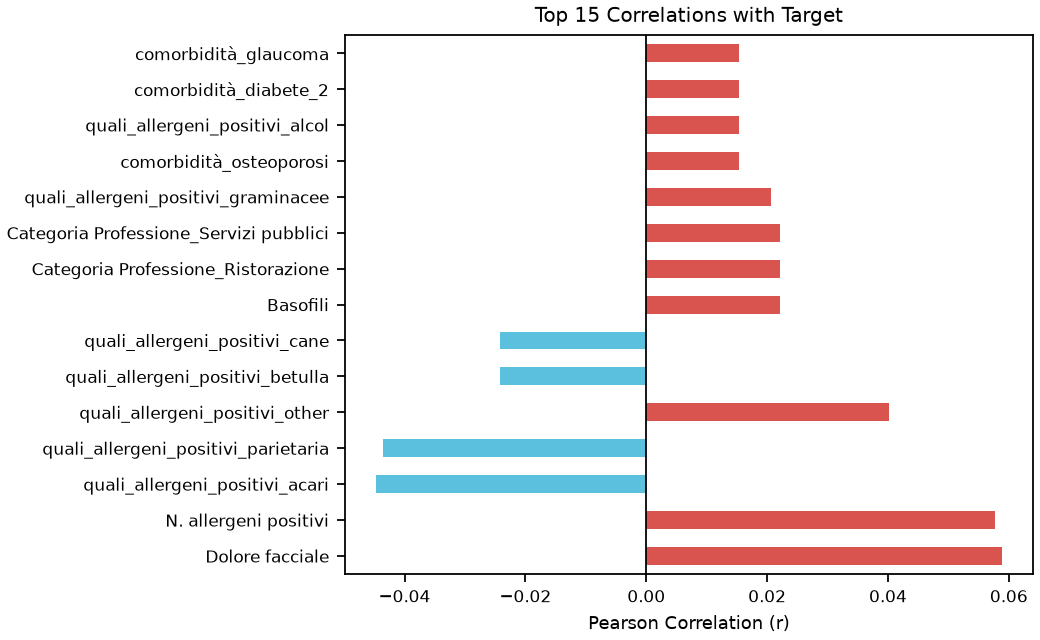 Top 15 Correlations with Target
comorbidità_glaucoma
comorbidità_diabete_2
quali_allergeni_positivi_alcol
comorbidità_osteoporosi
quali_allergeni_positivi_graminacee
Categoria Professione_Servizi pubblici
Categoria Professione_Ristorazione
Basofili
quali_allergeni_positivi_cane
quali_allergeni_positivi_betulla
quali_allergeni_positivi_other
quali_allergeni_positivi_parietaria
quali_allergeni_positivi_acari
N. allergeni positivi
Dolore facciale
−0.04 −0.02 0.00 0.02 0.04 0.06
Pearson Correlation (r)